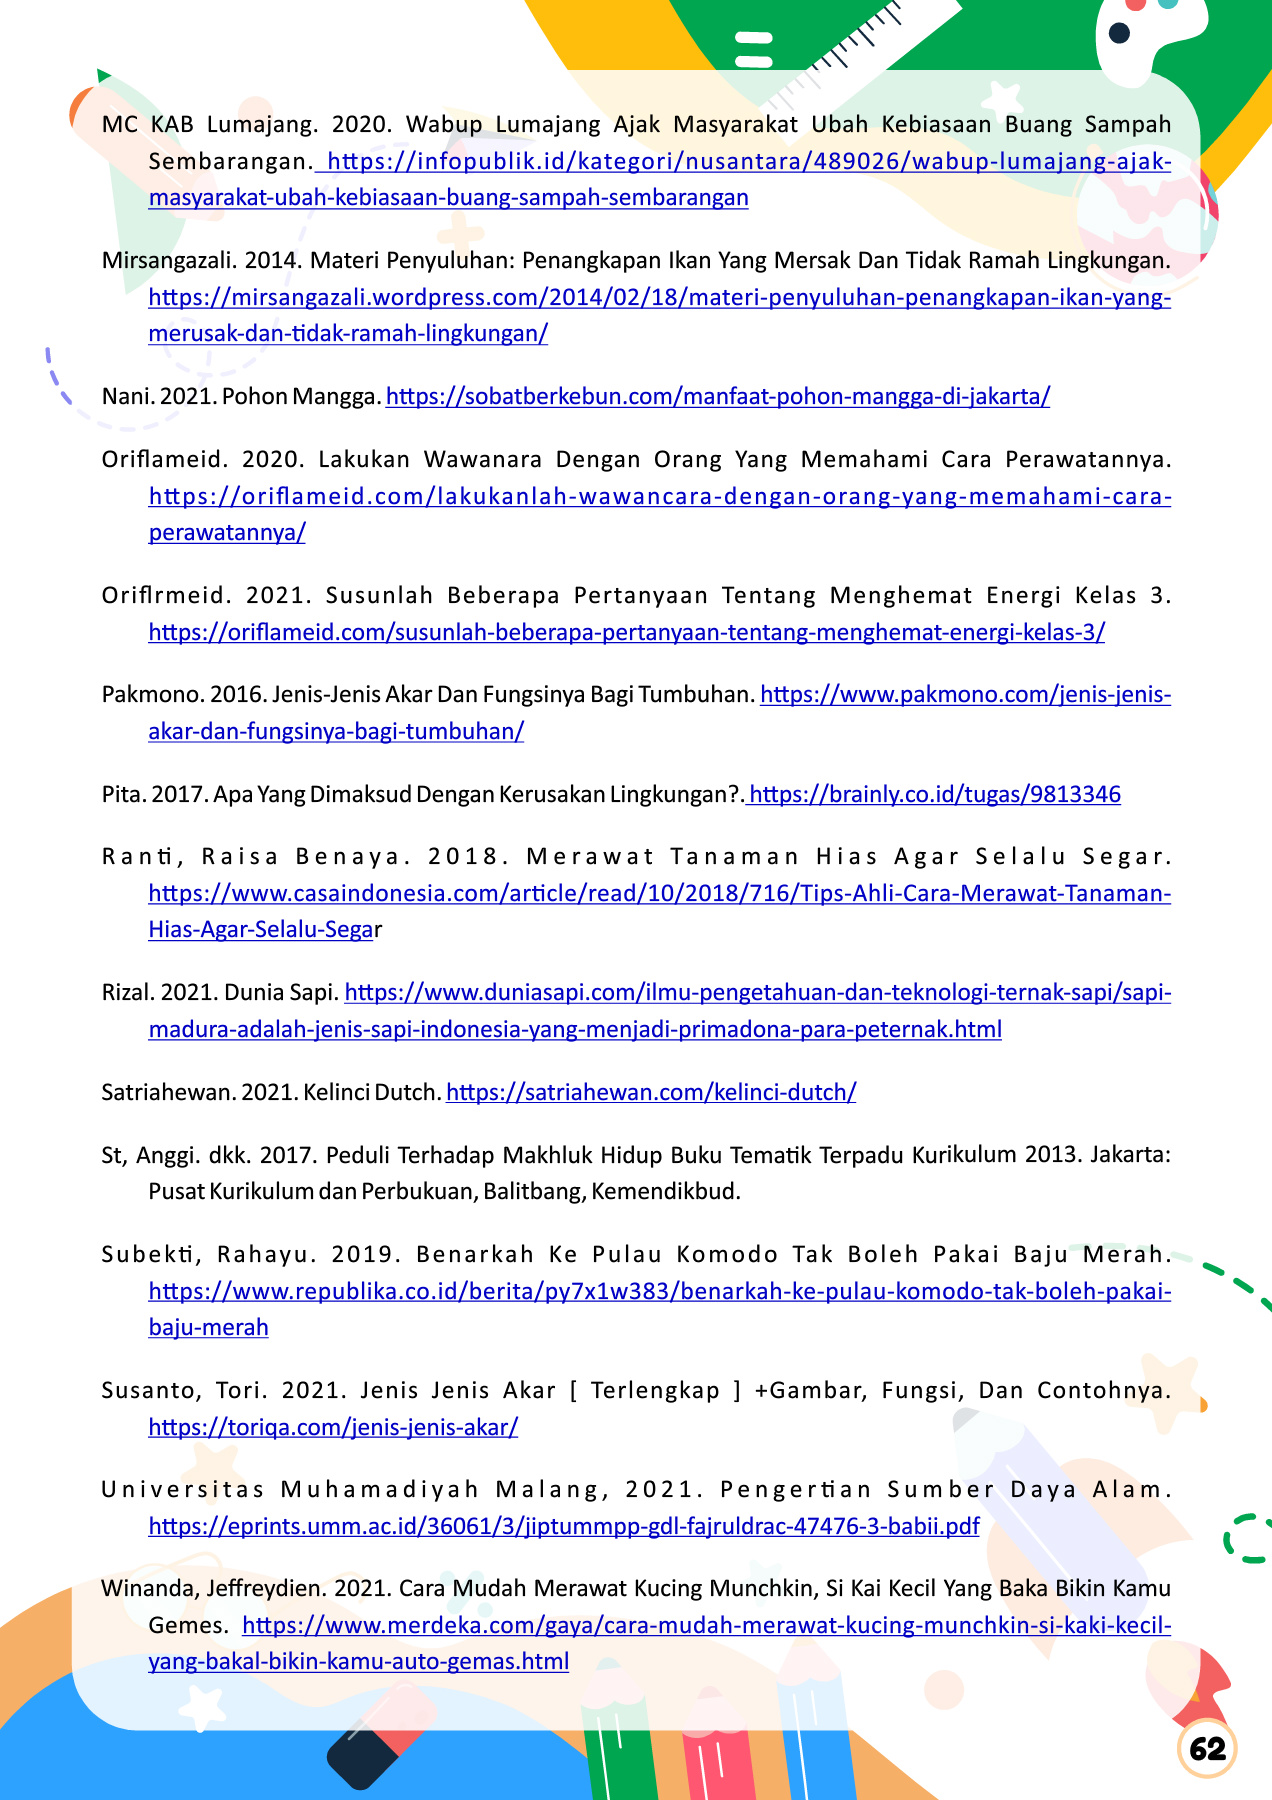 MC KAB Lumajang. 2020. Wabup Lumajang Ajak Masyarakat Ubah Kebiasaan Buang Sampah
Sembarangan. https://infopublik.id/kategori/nusantara/489026/wabup-lumajang-ajak-
masyarakat-ubah-kebiasaan-buang-sampah-sembarangan
Mirsangazali. 2014. Materi Penyuluhan: Penangkapan Ikan Yang Mersak Dan Tidak Ramah Lingkungan.
https://mirsangazali.wordpress.com/2014/02/18/materi-penyuluhan-penangkapan-ikan-yang-
merusak-dan-tidak-ramah-lingkungan/
Nani. 2021. Pohon Mangga. https://sobatberkebun.com/manfaat-pohon-mangga-di-jakarta/
Oriflameid. 2020. Lakukan Wawanara Dengan Orang Yang Memahami Cara Perawatannya.
https://oriflameid.com/lakukanlah-wawancara-dengan-orang-yang-memahami-cara-
perawatannya/
Oriflrmeid. 2021. Susunlah Beberapa Pertanyaan Tentang Menghemat Energi Kelas 3.
https://oriflameid.com/susunlah-beberapa-pertanyaan-tentang-menghemat-energi-kelas-3/
Pakmono. 2016. Jenis-Jenis Akar Dan Fungsinya Bagi Tumbuhan. https://www.pakmono.com/jenis-jenis-
akar-dan-fungsinya-bagi-tumbuhan/
Pita. 2017. Apa Yang Dimaksud Dengan Kerusakan Lingkungan?. https://brainly.co.id/tugas/9813346
Ranti, Raisa Benaya. 2018. Merawat Tanaman Hias Agar Selalu Segar.
https://www.casaindonesia.com/article/read/10/2018/716/Tips-Ahli-Cara-Merawat-Tanaman-
Hias-Agar-Selalu-Segar
Rizal. 2021. Dunia Sapi. https://www.duniasapi.com/ilmu-pengetahuan-dan-teknologi-ternak-sapi/sapi-
madura-adalah-jenis-sapi-indonesia-yang-menjadi-primadona-para-peternak.html
Satriahewan. 2021. Kelinci Dutch. https://satriahewan.com/kelinci-dutch/
St, Anggi. dkk. 2017. Peduli Terhadap Makhluk Hidup Buku Tematik Terpadu Kurikulum 2013. Jakarta:
Pusat Kurikulum dan Perbukuan, Balitbang, Kemendikbud.
Subekti, Rahayu. 2019. Benarkah Ke Pulau Komodo Tak Boleh Pakai Baju Merah.
https://www.republika.co.id/berita/py7x1w383/benarkah-ke-pulau-komodo-tak-boleh-pakai-
baju-merah
Susanto, Tori. 2021. Jenis Jenis Akar [ Terlengkap ] +Gambar, Fungsi, Dan Contohnya.
https://toriqa.com/jenis-jenis-akar/
Universitas Muhamadiyah Malang, 2021. Pengertian Sumber Daya Alam.
https://eprints.umm.ac.id/36061/3/jiptummpp-gdl-fajruldrac-47476-3-babii.pdf
Winanda, Jeffreydien. 2021. Cara Mudah Merawat Kucing Munchkin, Si Kai Kecil Yang Baka Bikin Kamu
Gemes. https://www.merdeka.com/gaya/cara-mudah-merawat-kucing-munchkin-si-kaki-kecil-
yang-bakal-bikin-kamu-auto-gemas.html
62